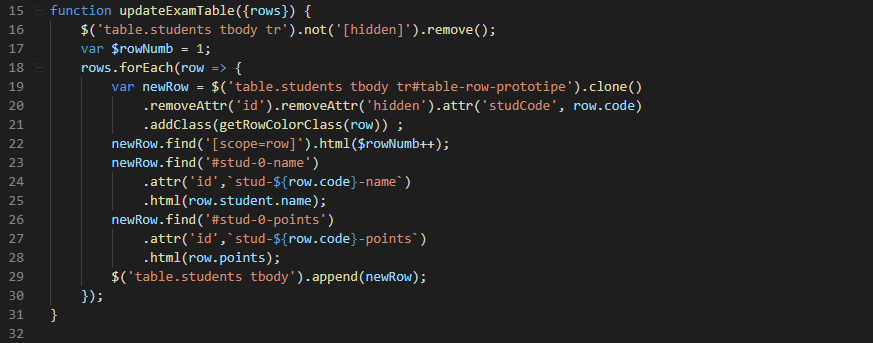 15 function updateExamTable({rows}) {
16     $('table.students tbody tr').not('[hidden]').remove();
17     var $rowNumb = 1;
18     rows.forEach(row => {
19         var newRow = $('table.students tbody tr#table-row-prototipe').clone()
20             .removeAttr('id').removeAttr('hidden').attr('studCode', row.code)
21             .addClass(getRowColorClass(row)) ;
22         newRow.find('[scope=row]').html($rowNumb++);
23         newRow.find('#stud-0-name')
24             .attr('id',`stud-${row.code}-name`)
25             .html(row.student.name);
26         newRow.find('#stud-0-points')
27             .attr('id',`stud-${row.code}-points`)
28             .html(row.points);
29         $('table.students tbody').append(newRow);
30     });
31 }
32